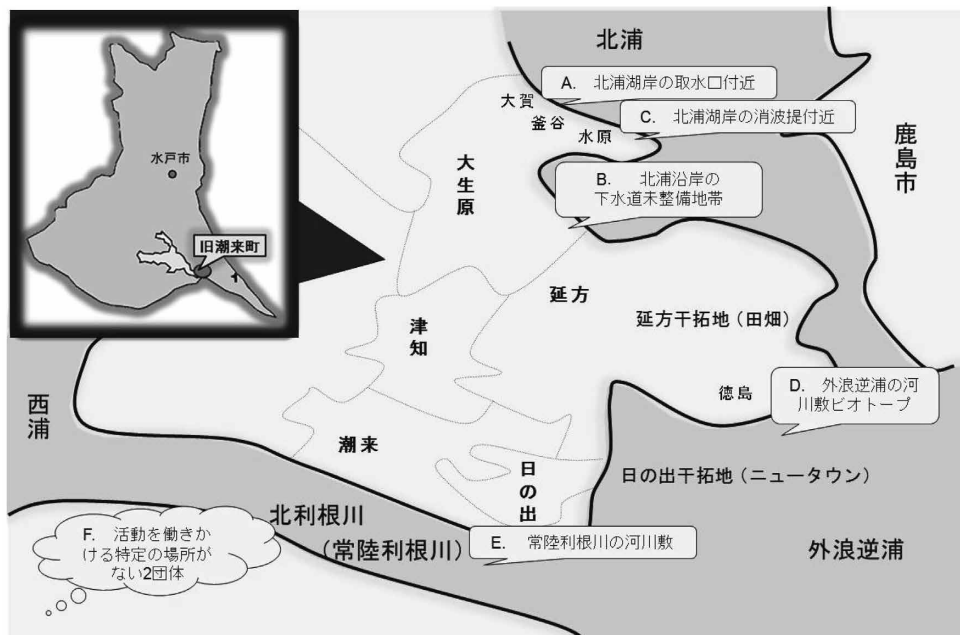 水戸市
旧潮来町
北浦
A. 北浦湖岸の取水口付近
大賀
釜谷
水原
C. 北浦湖岸の消波提付近
鹿島市
大生原
B. 北浦沿岸の
下水道未整備地帯
延方
延方干拓地（田畑）
津知
徳島
D. 外浪逆浦の河
川敷ビオトープ
西浦
潮来
日の出
日の出干拓地（ニュータウン）
北利根川
（常陸利根川）
E. 常陸利根川の河川敷
外浪逆浦
F. 活動を働きか
ける特定の場所が
ない2団体